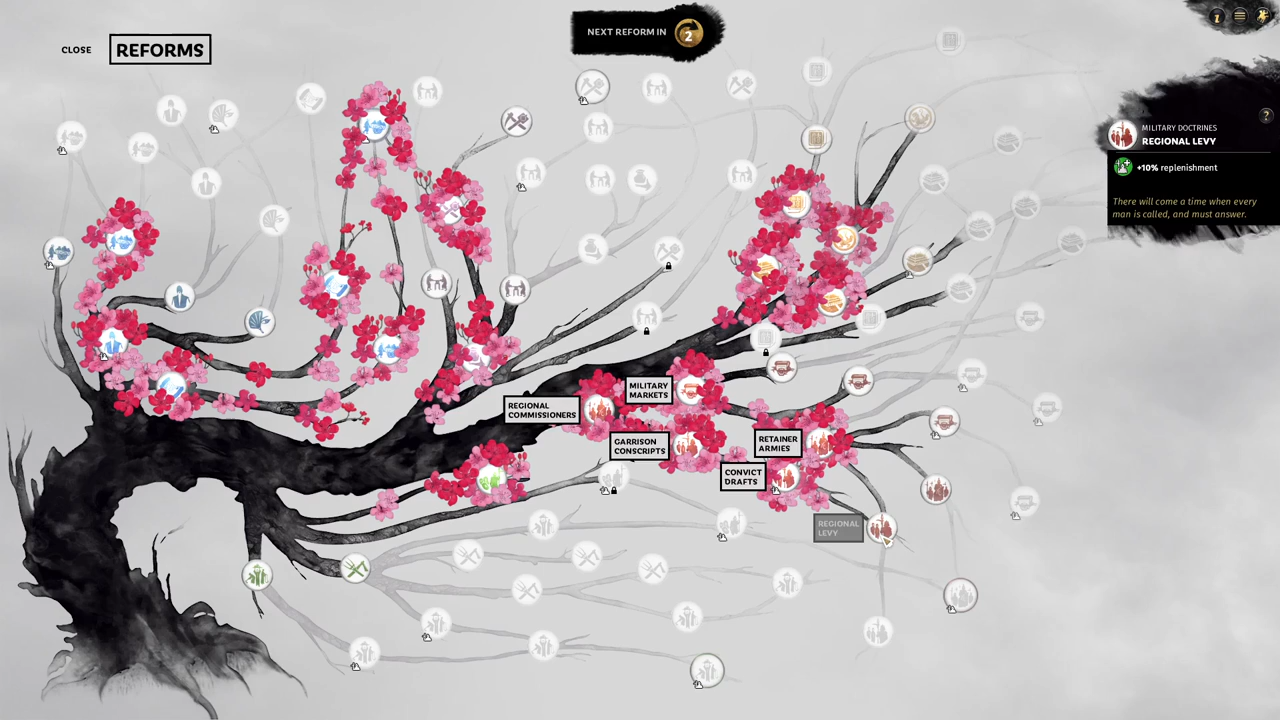 CLOSE
REFORMS
NEXT REFORM IN
2
?
MILITARY DOCTRINES
REGIONAL LEVY
+10% replenishment
There will come a time when every
man is called, and must answer.
MILITARY
MARKETS
REGIONAL
COMMISSIONERS
GARRISON
CONSCRIPTS
RETAINER
ARMIES
CONVICT
DRAFTS
REGIONAL
LEVY